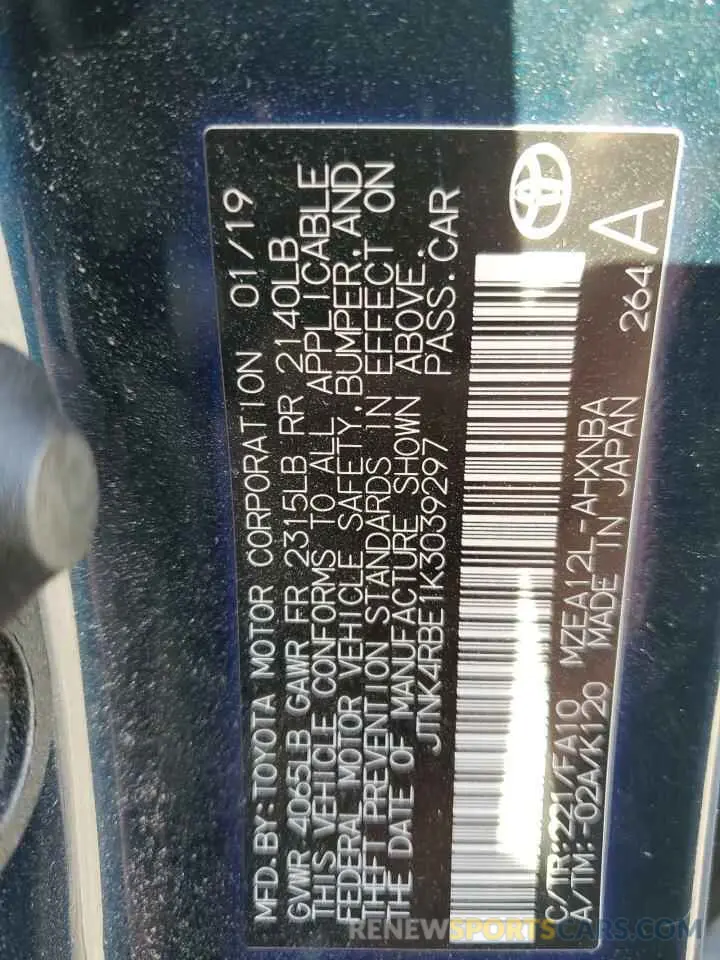 MFD.BY:TOYOTA MOTOR CORPORATION 01/19
GVWR 4065LB GAWR FR 2315LB RR 2140LB
THIS VEHICLE CONFORMS TO ALL APPLICABLE
FEDERAL MOTOR VEHICLE SAFETY, BUMPER, AND
THEFT PREVENTION STANDARDS IN EFFECT ON
THE DATE OF MANUFACTURE SHOWN ABOVE.
JTNK4RBE1K3039297 PASS.CAR
C/TR:221/FA10 MZEA12L-AHXNBA 264
A/TM:-02A/K120 MADE IN JAPAN
A
RENEWSPORTSCARS.COM